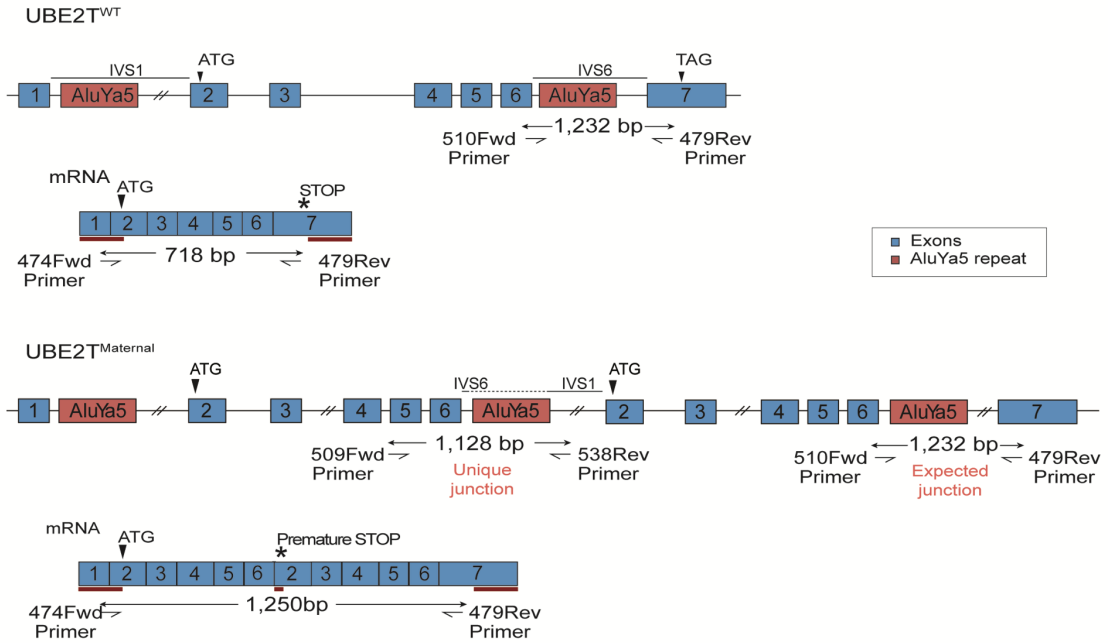 UBE2TWT
ATG
TAG
IVS1
IVS6
1 AluYa5 // 2 3 4 5 6 AluYa5 7
1,232 bp
510Fwd
Primer
479Rev
Primer
mRNA
ATG
STOP
*
1 2 3 4 5 6 7
718 bp
474Fwd
Primer
479Rev
Primer
Exons
AluYa5 repeat
UBE2TMaternal
ATG
IVS6 IVS1
ATG
1 AluYa5 // 2 3 // 4 5 6 AluYa5 // 2 3 // 4 5 6 AluYa5 // 7
1,128 bp
509Fwd
Primer
538Rev
Primer
Unique
junction
1,232 bp
510Fwd
Primer
479Rev
Primer
Expected
junction
mRNA
ATG
Premature STOP
*
1 2 3 4 5 6 2 3 4 5 6 7
1,250bp
474Fwd
Primer
479Rev
Primer